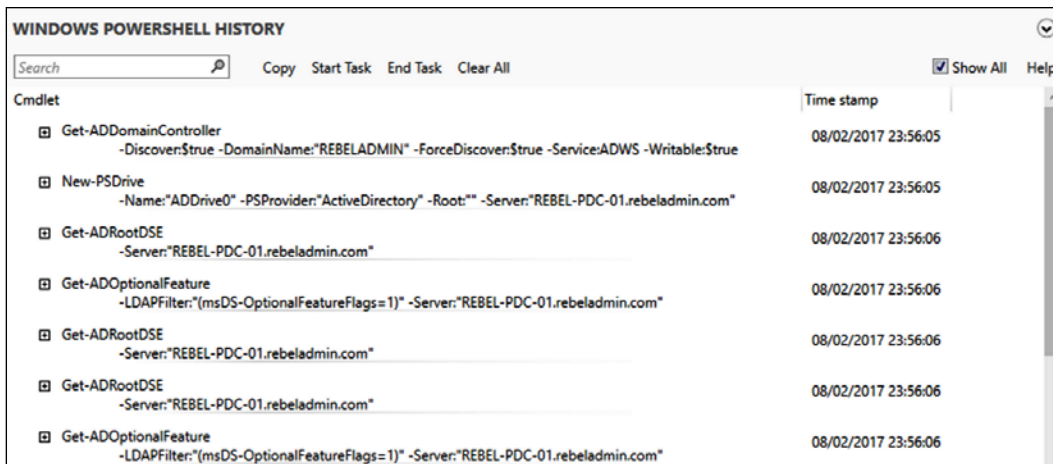 WINDOWS POWERSHELL HISTORY
Search Copy Start Task End Task Clear All Show All Help
Cmdlet Time stamp
Get-ADDomainController 08/02/2017 23:56:05
-Discover:$true -DomainName:"REBELADMIN" -ForceDiscover:$true -Service:ADWS -Writable:$true
New-PSDrive 08/02/2017 23:56:05
-Name:"ADDrive0" -PSProvider:"ActiveDirectory" -Root:"" -Server:"REBEL-PDC-01.rebeladmin.com"
Get-ADRootDSE 08/02/2017 23:56:06
-Server:"REBEL-PDC-01.rebeladmin.com"
Get-ADOptionalFeature 08/02/2017 23:56:06
-LDAPFilter:"(msDS-OptionalFeatureFlags=1)" -Server:"REBEL-PDC-01.rebeladmin.com"
Get-ADRootDSE 08/02/2017 23:56:06
-Server:"REBEL-PDC-01.rebeladmin.com"
Get-ADRootDSE 08/02/2017 23:56:06
-Server:"REBEL-PDC-01.rebeladmin.com"
Get-ADOptionalFeature 08/02/2017 23:56:06
-LDAPFilter:"(msDS-OptionalFeatureFlags=1)" -Server:"REBEL-PDC-01.rebeladmin.com"